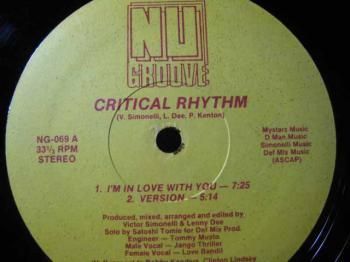 NU
GROOVE
CRITICAL RHYTHM
(V. Simonelli, L. Dee, P. Kenton)
NG-069 A
33⅓ RPM
STEREO
Mystars Music
D Man Music
Simonelli Music
Def Mix Music
(ASCAP)
1. I'M IN LOVE WITH YOU — 7:25
2. VERSION — 5:14
Produced, mixed, arranged and edited by
Victor Simonelli & Lenny Dee
Solo by Satoshi Tomie for Def Mix Prod.
Engineer — Tommy Musto
Male Vocal — Jango Thriller
Female Vocal — Love Bandit